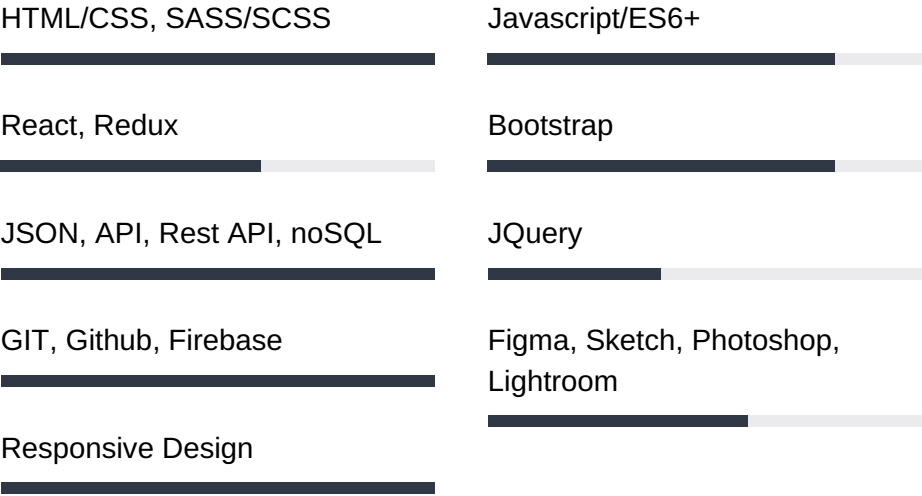 HTML/CSS, SASS/SCSS
React, Redux
JSON, API, Rest API, noSQL
GIT, Github, Firebase
Responsive Design
Javascript/ES6+
Bootstrap
JQuery
Figma, Sketch, Photoshop,
Lightroom